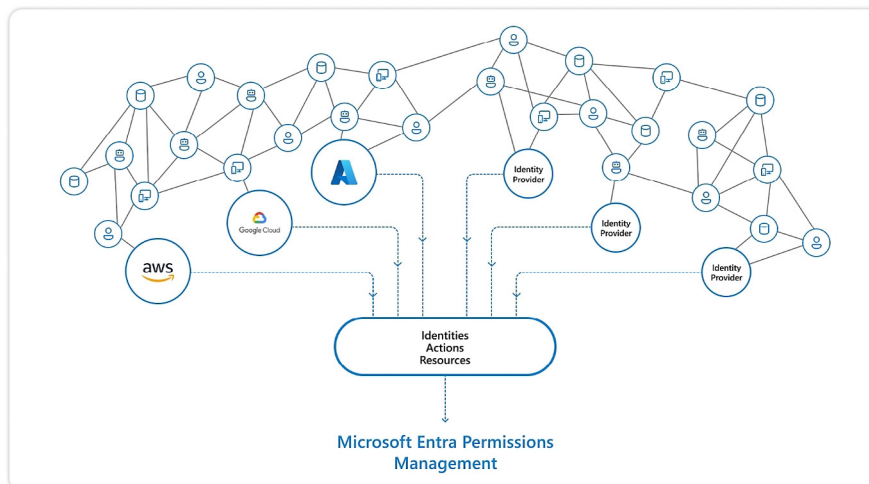 Identity
Provider
Google Cloud
Identity
Provider
aws
Identity
Provider
Identities
Actions
Resources
Microsoft Entra Permissions
Management